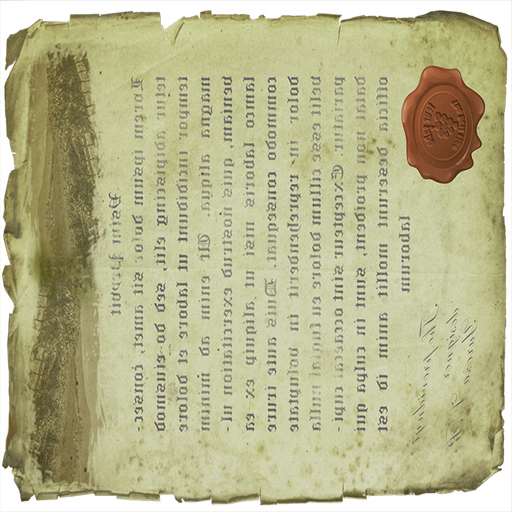 Lorem ipsum dolor sit amet, consec-
tetur adipiscing elit, sed do eiusmod
tempor incididunt ut labore et dolore
magna aliqua. Ut enim ad minim
veniam, quis nostrud exercitation ul-
lamco laboris nisi ut aliquip ex ea
commodo consequat. Duis aute irure
dolor in reprehenderit in voluptate
velit esse cillum dolore eu fugiat nulla
pariatur. Excepteur sint occaecat cupi-
datat non proident, sunt in culpa qui
officia deserunt mollit anim id est
laborum